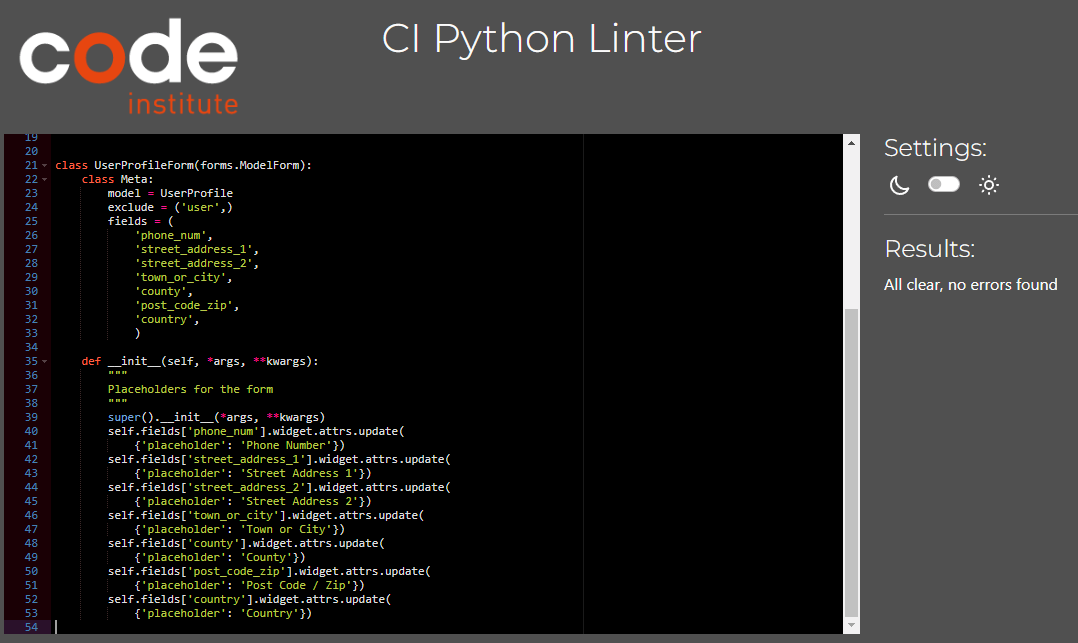 code
institute
CI Python Linter
19
20
21 class UserProfileForm(forms.ModelForm):
22     class Meta:
23         model = UserProfile
24         exclude = ('user',)
25         fields = (
26             'phone_num',
27             'street_address_1',
28             'street_address_2',
29             'town_or_city',
30             'county',
31             'post_code_zip',
32             'country',
33             )
34
35     def __init__(self, *args, **kwargs):
36         """
37         Placeholders for the form
38         """
39         super().__init__(*args, **kwargs)
40         self.fields['phone_num'].widget.attrs.update(
41             {'placeholder': 'Phone Number'})
42         self.fields['street_address_1'].widget.attrs.update(
43             {'placeholder': 'Street Address 1'})
44         self.fields['street_address_2'].widget.attrs.update(
45             {'placeholder': 'Street Address 2'})
46         self.fields['town_or_city'].widget.attrs.update(
47             {'placeholder': 'Town or City'})
48         self.fields['county'].widget.attrs.update(
49             {'placeholder': 'County'})
50         self.fields['post_code_zip'].widget.attrs.update(
51             {'placeholder': 'Post Code / Zip'})
52         self.fields['country'].widget.attrs.update(
53             {'placeholder': 'Country'})
54
Settings:
Results:
All clear, no errors found